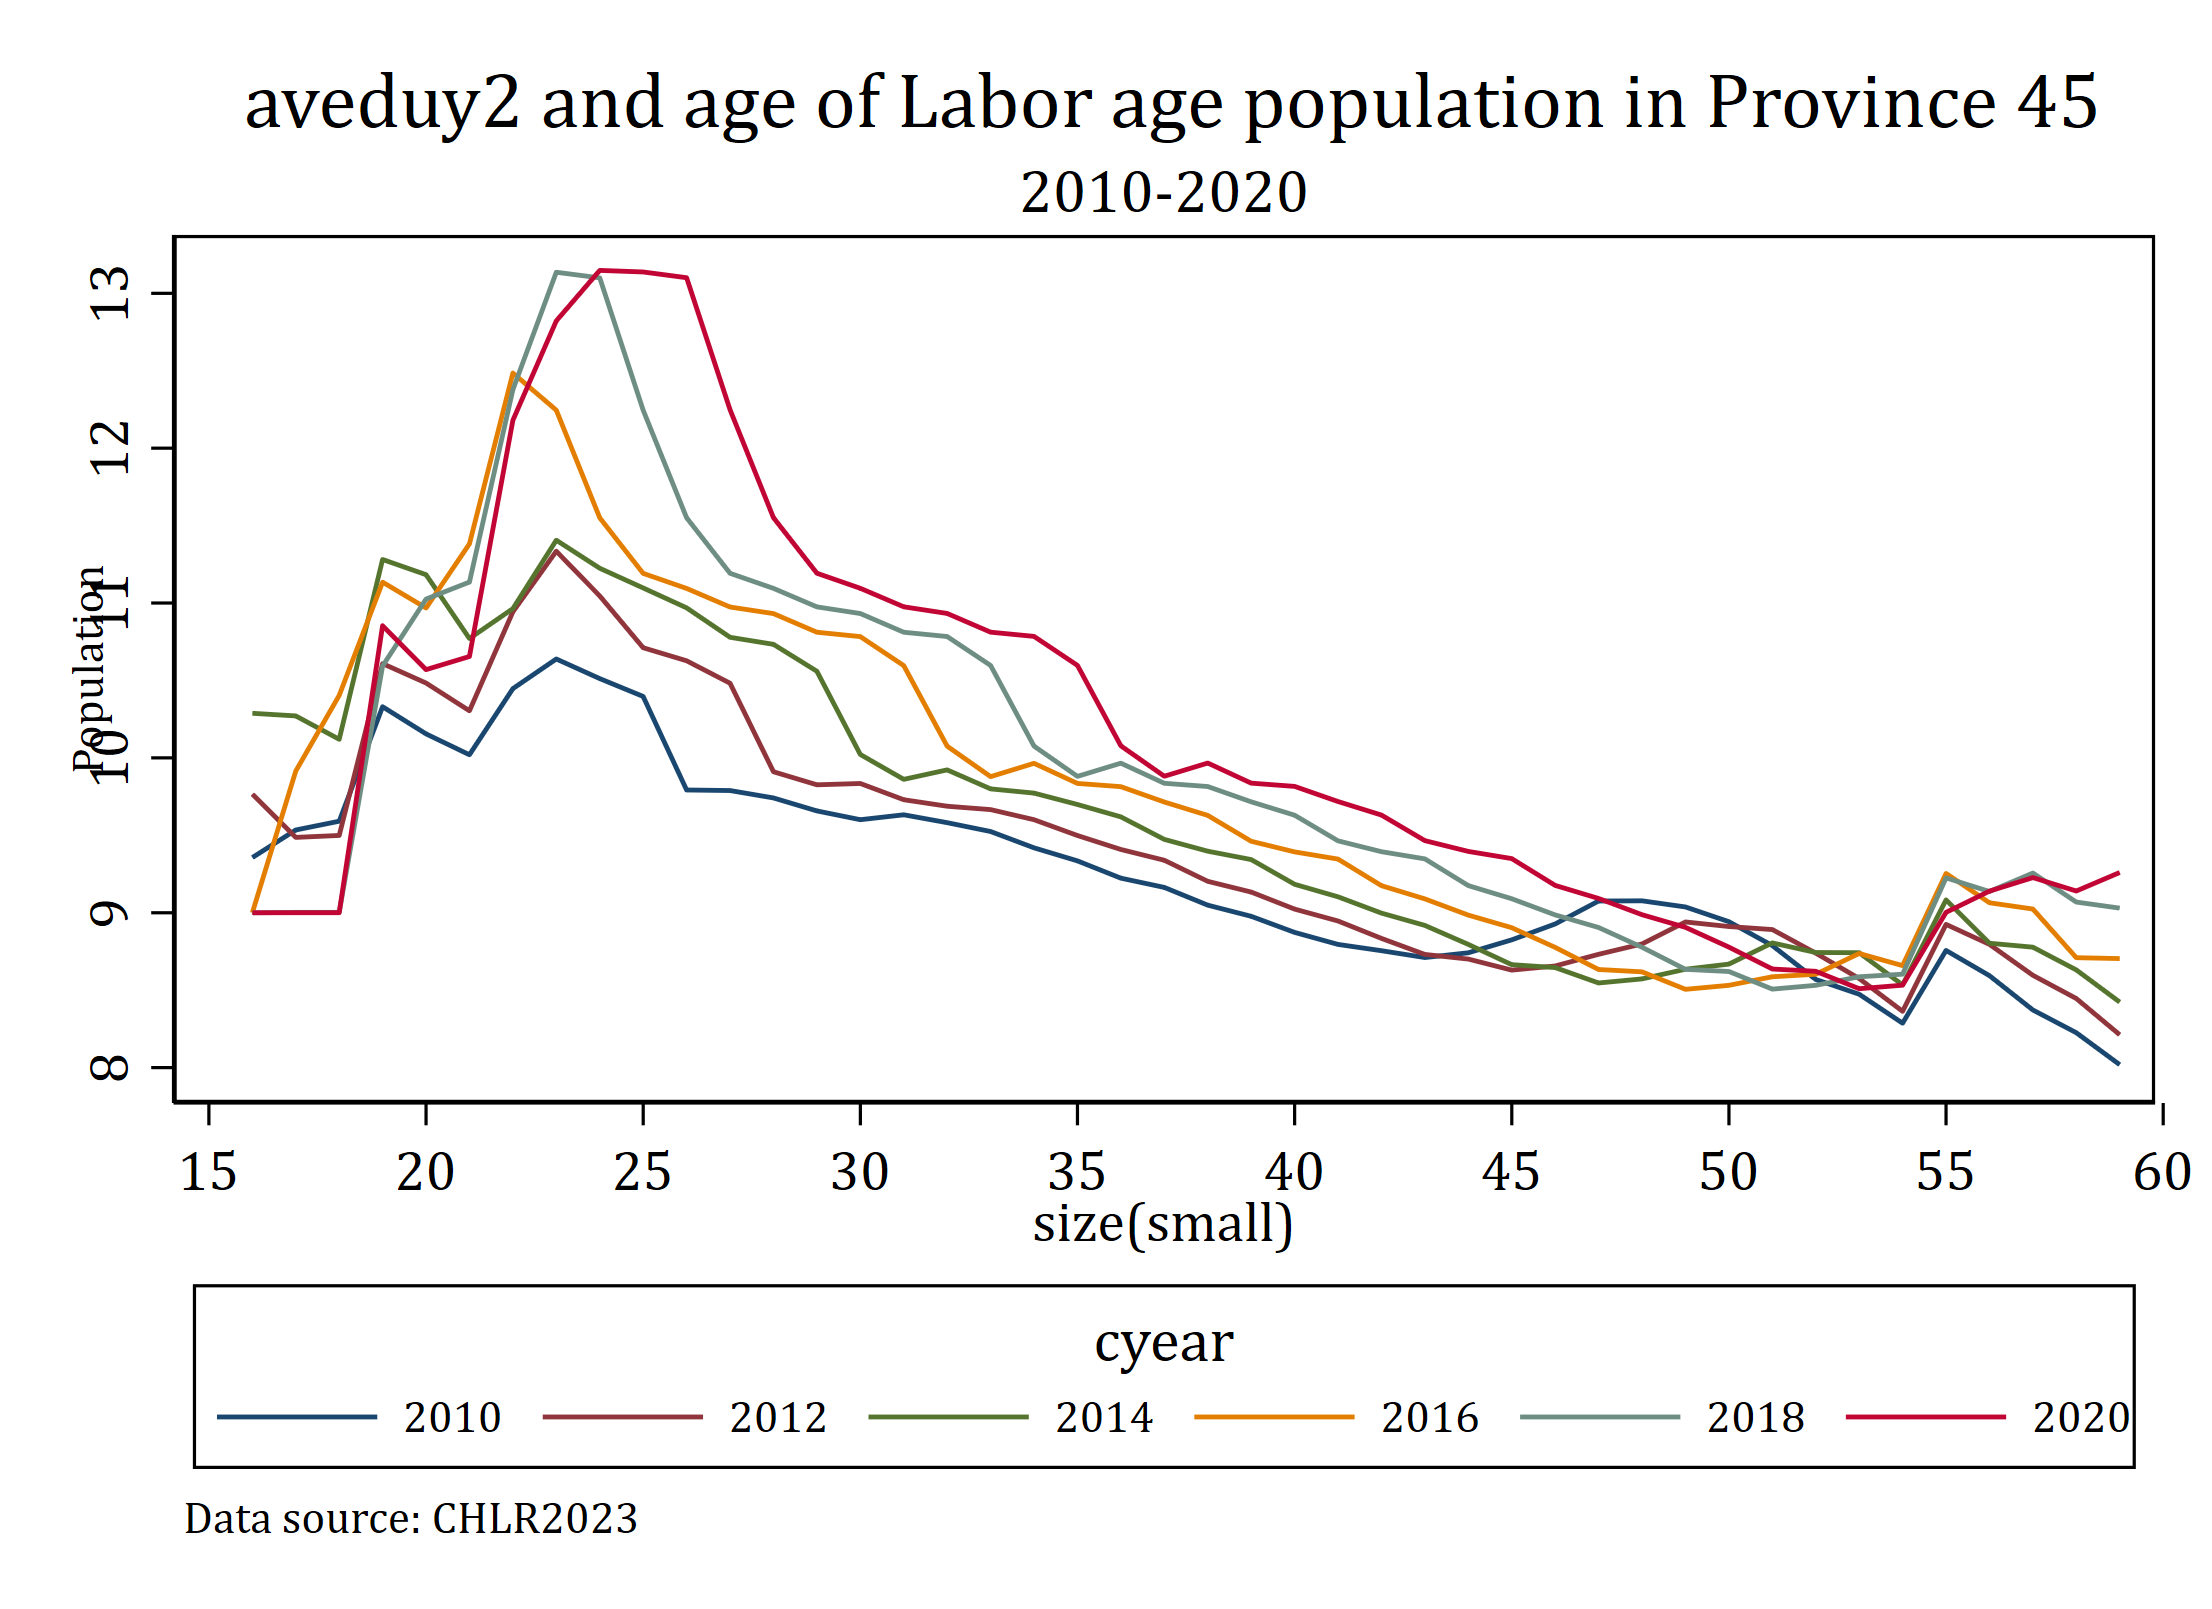 aveduy2 and age of Labor age population in Province 45
2010-2020
Population
13
12
11
10
9
8
15 20 25 30 35 40 45 50 55 60
size(small)
cyear
2010 2012 2014 2016 2018 2020
Data source: CHLR2023